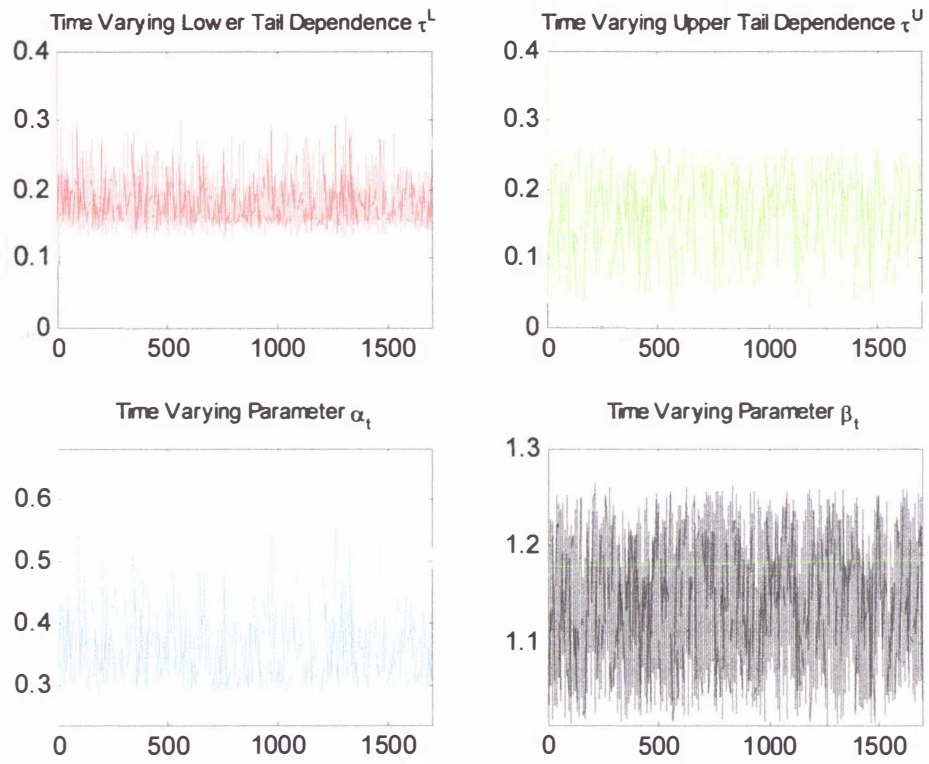 Time Varying Lower Tail Dependence τ^L
0.4
0.3
0.2
0.1
0
0 500 1000 1500
Time Varying Upper Tail Dependence τ^U
0.4
0.3
0.2
0.1
0
0 500 1000 1500
Time Varying Parameter α_t
0.6
0.5
0.4
0.3
0 500 1000 1500
Time Varying Parameter β_t
1.3
1.2
1.1
0 500 1000 1500